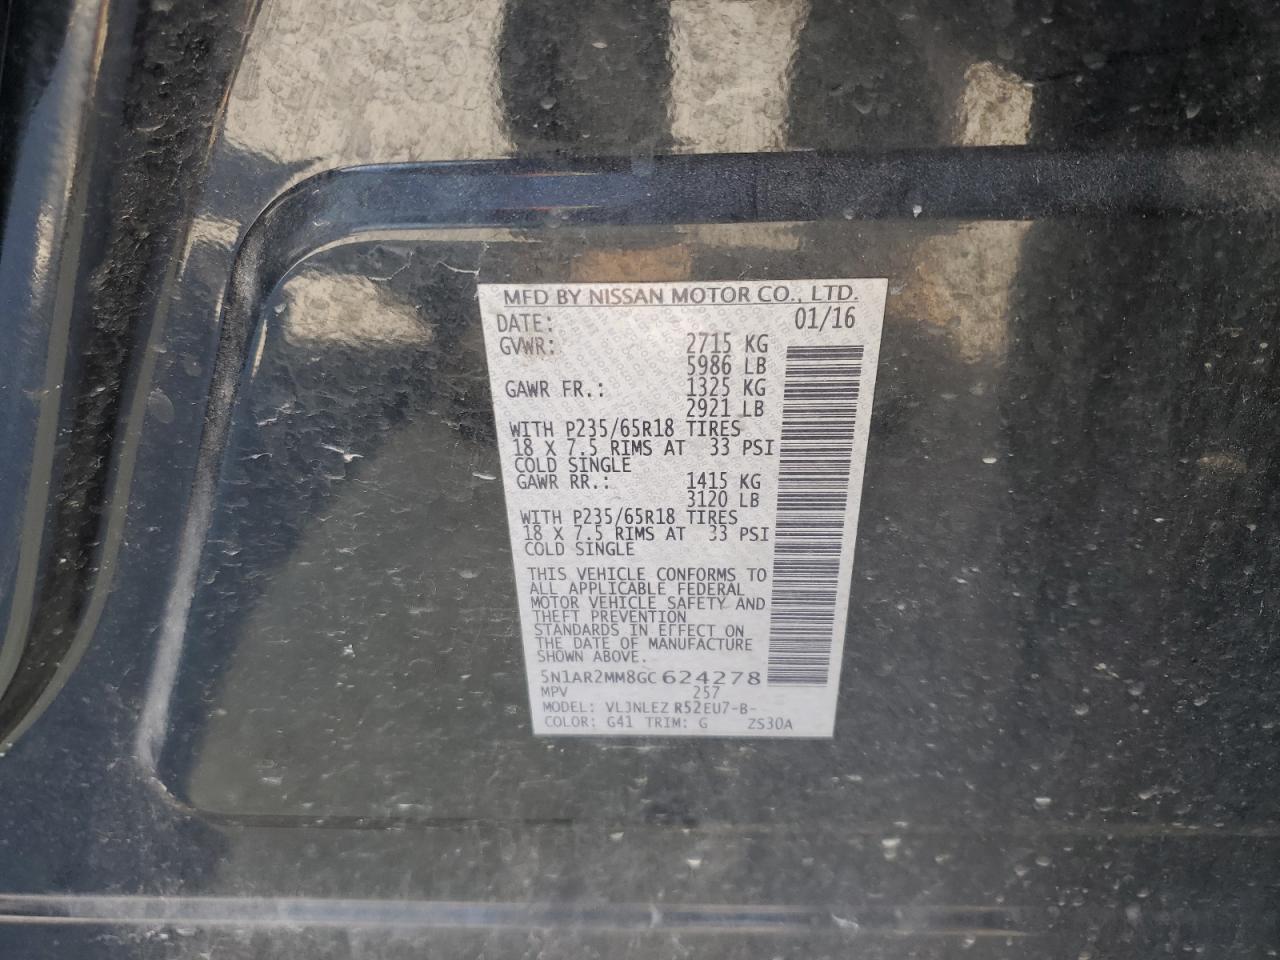 MFD BY NISSAN MOTOR CO., LTD.
DATE: 01/16
GVWR: 2715 KG
5986 LB
GAWR FR.: 1325 KG
2921 LB
WITH P235/65R18 TIRES
18 X 7.5 RIMS AT 33 PSI
COLD SINGLE
GAWR RR.: 1415 KG
3120 LB
WITH P235/65R18 TIRES
18 X 7.5 RIMS AT 33 PSI
COLD SINGLE
THIS VEHICLE CONFORMS TO
ALL APPLICABLE FEDERAL
MOTOR VEHICLE SAFETY AND
THEFT PREVENTION
STANDARDS IN EFFECT ON
THE DATE OF MANUFACTURE
SHOWN ABOVE.
5N1AR2MM8GC 624278
MPV 257
MODEL: VLJNLEZ R52EU7-B-
COLOR: G41 TRIM: G ZS30A